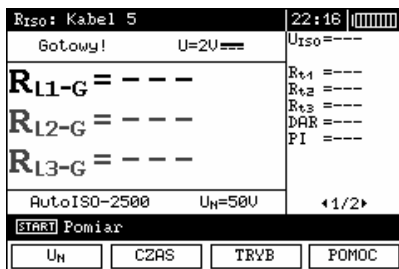 RISO: Kabel 5 22:16
Gotowy! U=2V
UISO=---
RL1-G=---
RL2-G=---
RL3-G=---
Rt1 =---
Rt2 =---
Rt3 =---
DAR =---
PI =---
AutoISO-2500 UN=50V
◂1/2▸
START Pomiar
UN CZAS TRYB POMOC